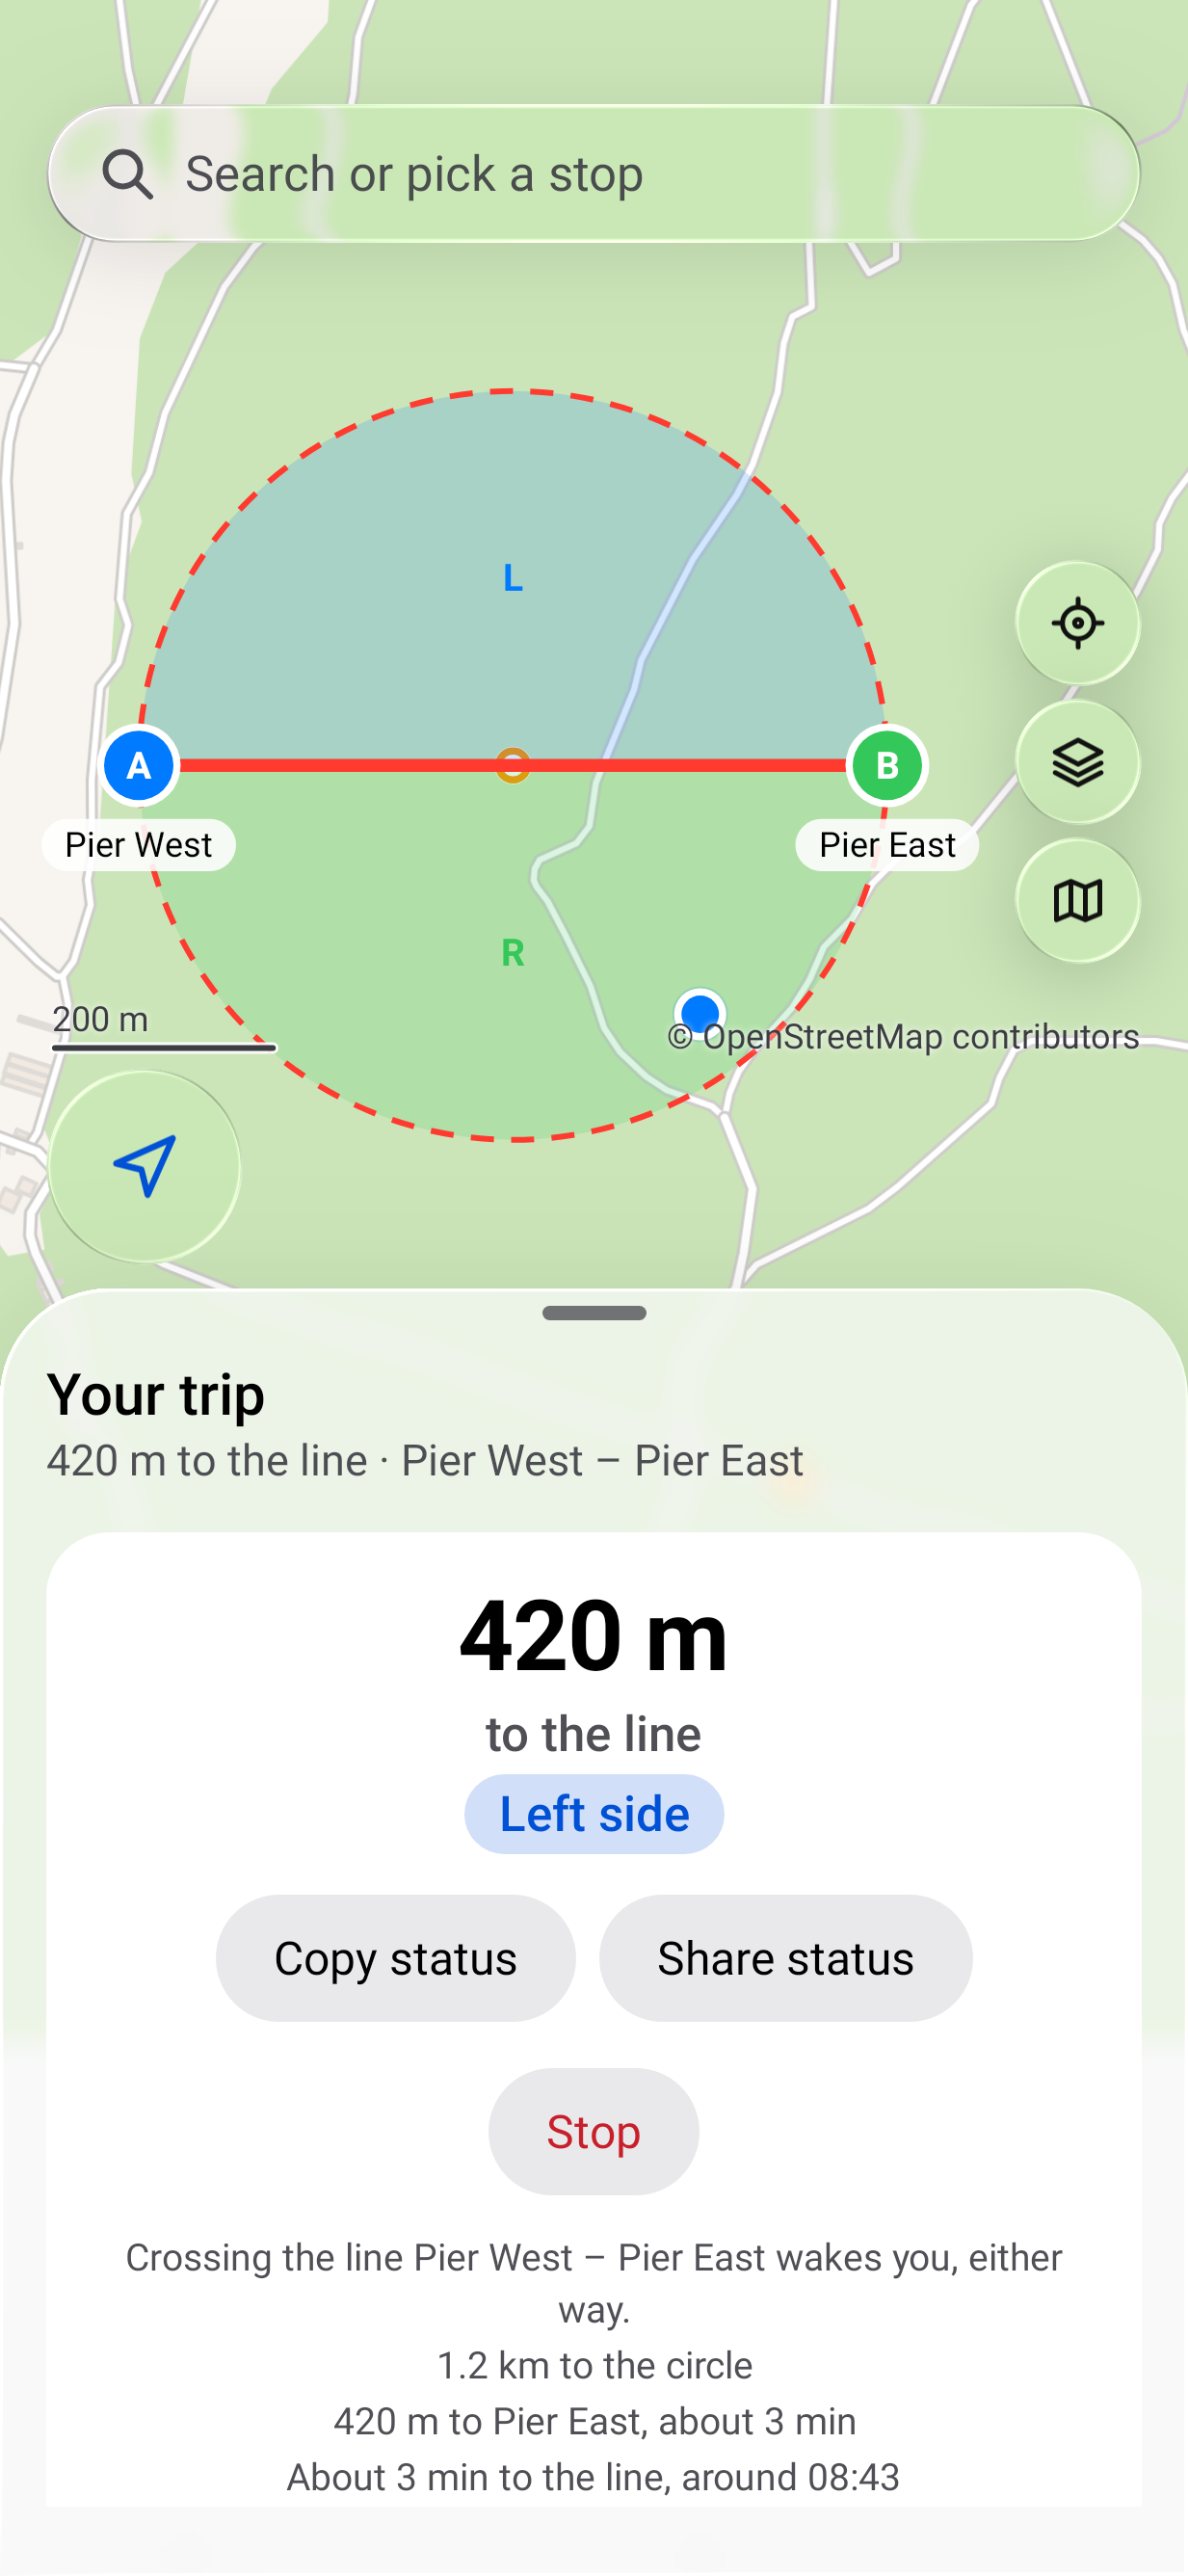 Search or pick a stop
L
A
B
Pier West
Pier East
R
200 m
© OpenStreetMap contributors
Your trip
420 m to the line · Pier West – Pier East
420 m
to the line
Left side
Copy status
Share status
Stop
Crossing the line Pier West – Pier East wakes you, either
way.
1.2 km to the circle
420 m to Pier East, about 3 min
About 3 min to the line, around 08:43